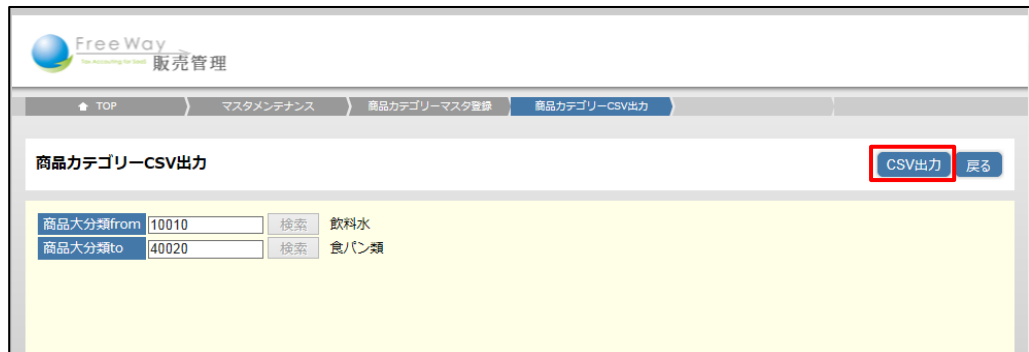 FreeWay
Tax Accounting for SaaS
販売管理
TOP マスタメンテナンス 商品カテゴリーマスタ登録 商品カテゴリーCSV出力
商品カテゴリーCSV出力 CSV出力 戻る
商品大分類from 10010 検索 飲料水
商品大分類to 40020 検索 食パン類